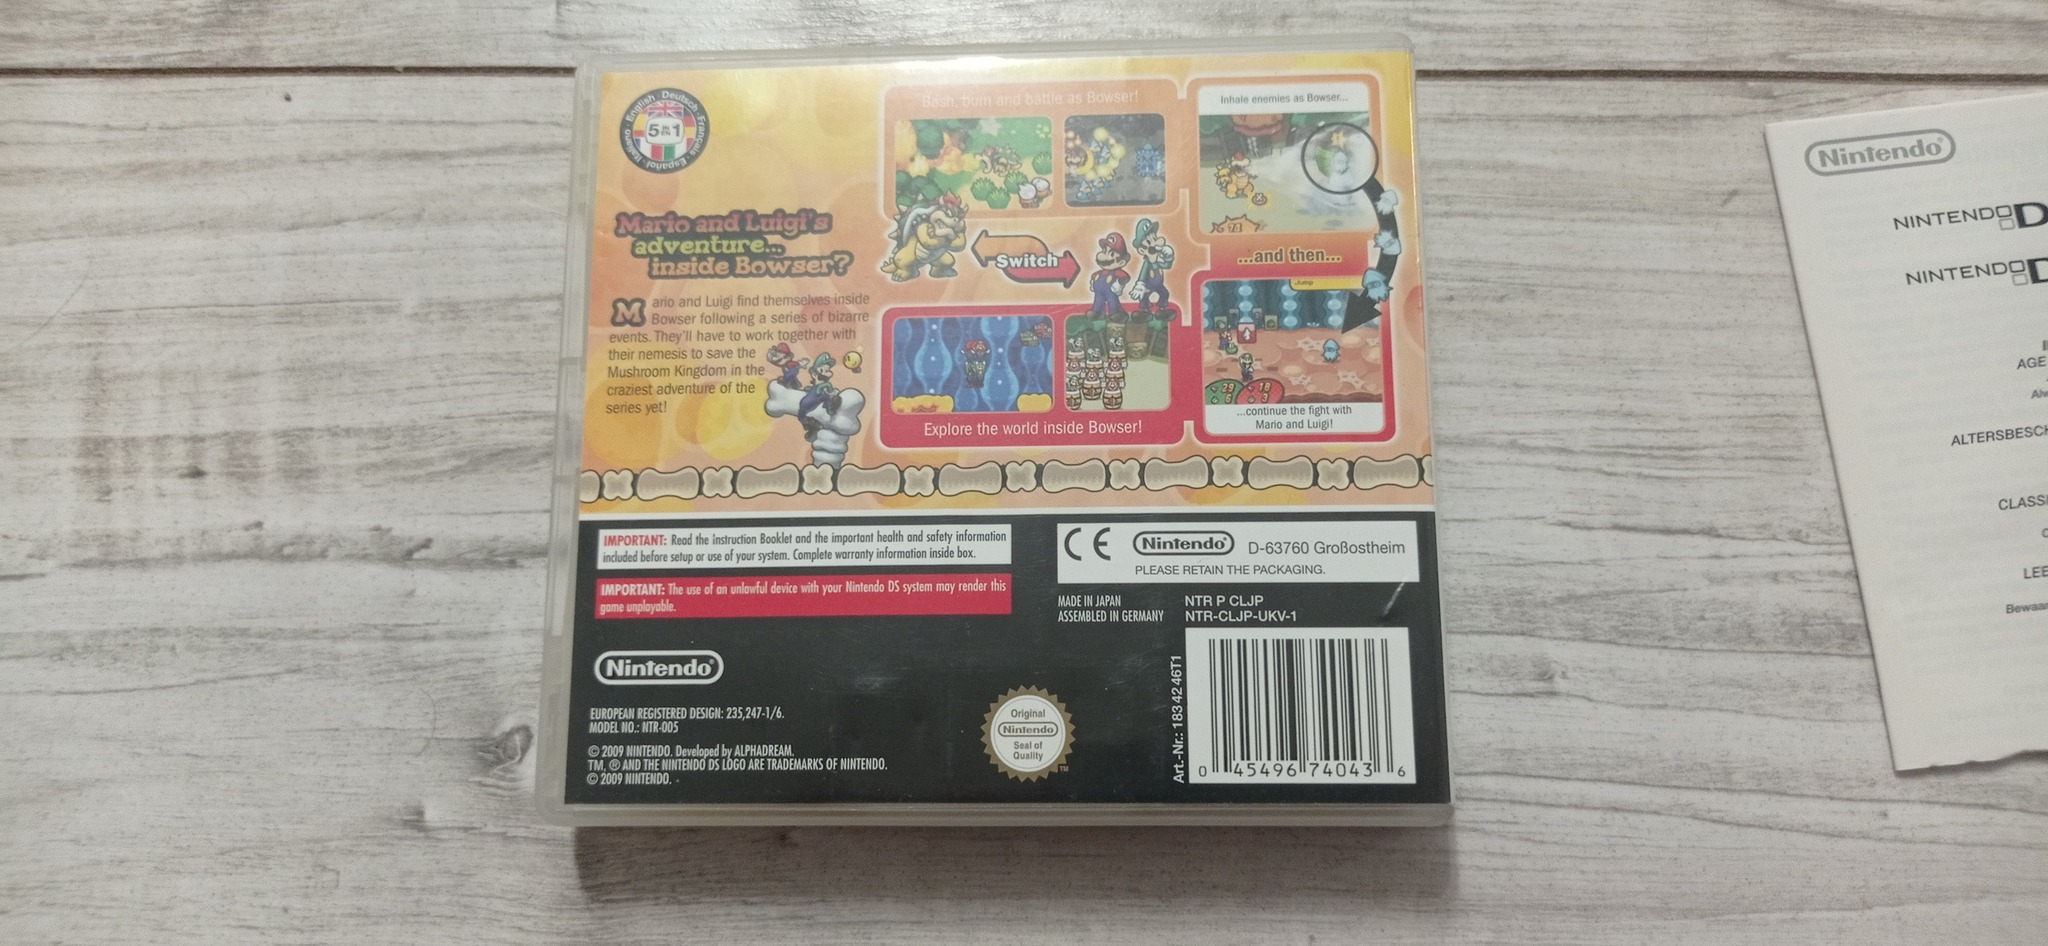 English · Deutsch · Français · Español · Italiano
5 IN EN 1
Mario and Luigi's
adventure...
inside Bowser?
Mario and Luigi find themselves inside
Bowser following a series of bizarre
events. They'll have to work together with
their nemesis to save the
Mushroom Kingdom in the
craziest adventure of the
series yet!
Bash, burn and battle as Bowser!
Switch
Explore the world inside Bowser!
Inhale enemies as Bowser...
...and then...
Jump
...continue the fight with
Mario and Luigi!
IMPORTANT: Read the Instruction Booklet and the important health and safety information
included before setup or use of your system. Complete warranty information inside box.
IMPORTANT: The use of an unlawful device with your Nintendo DS system may render this
game unplayable.
Nintendo®
EUROPEAN REGISTERED DESIGN: 235,247-1/6.
MODEL NO.: NTR-005
© 2009 NINTENDO. Developed by ALPHADREAM.
TM, ® AND THE NINTENDO DS LOGO ARE TRADEMARKS OF NINTENDO.
© 2009 NINTENDO.
Original
Nintendo
Seal of
Quality
TM
CE Nintendo® D-63760 Großostheim
PLEASE RETAIN THE PACKAGING.
MADE IN JAPAN
ASSEMBLED IN GERMANY
NTR P CLJP
NTR-CLJP-UKV-1
Art.-Nr.: 1834246T1
0 45496 74043 6
Nintendo®
NINTENDO D
NINTENDO D
AGE
ALTERSBESCH
CLASSI
LEE
Bewaar